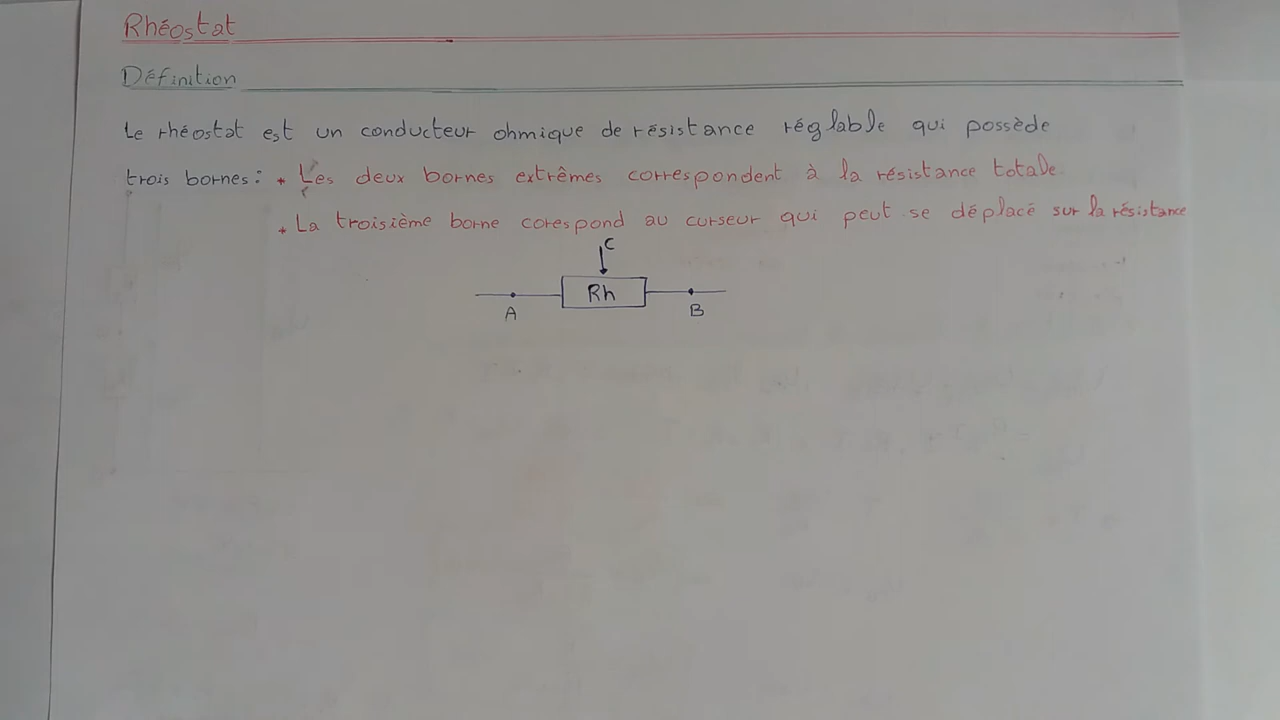 Rhéostat
Définition
Le rhéostat est un conducteur ohmique de résistance réglable qui possède
trois bornes: * Les deux bornes extrêmes correspondent à la résistance totale.
* La troisième borne corespond au curseur qui peut se déplacé sur la résistance
C
Rh
A B